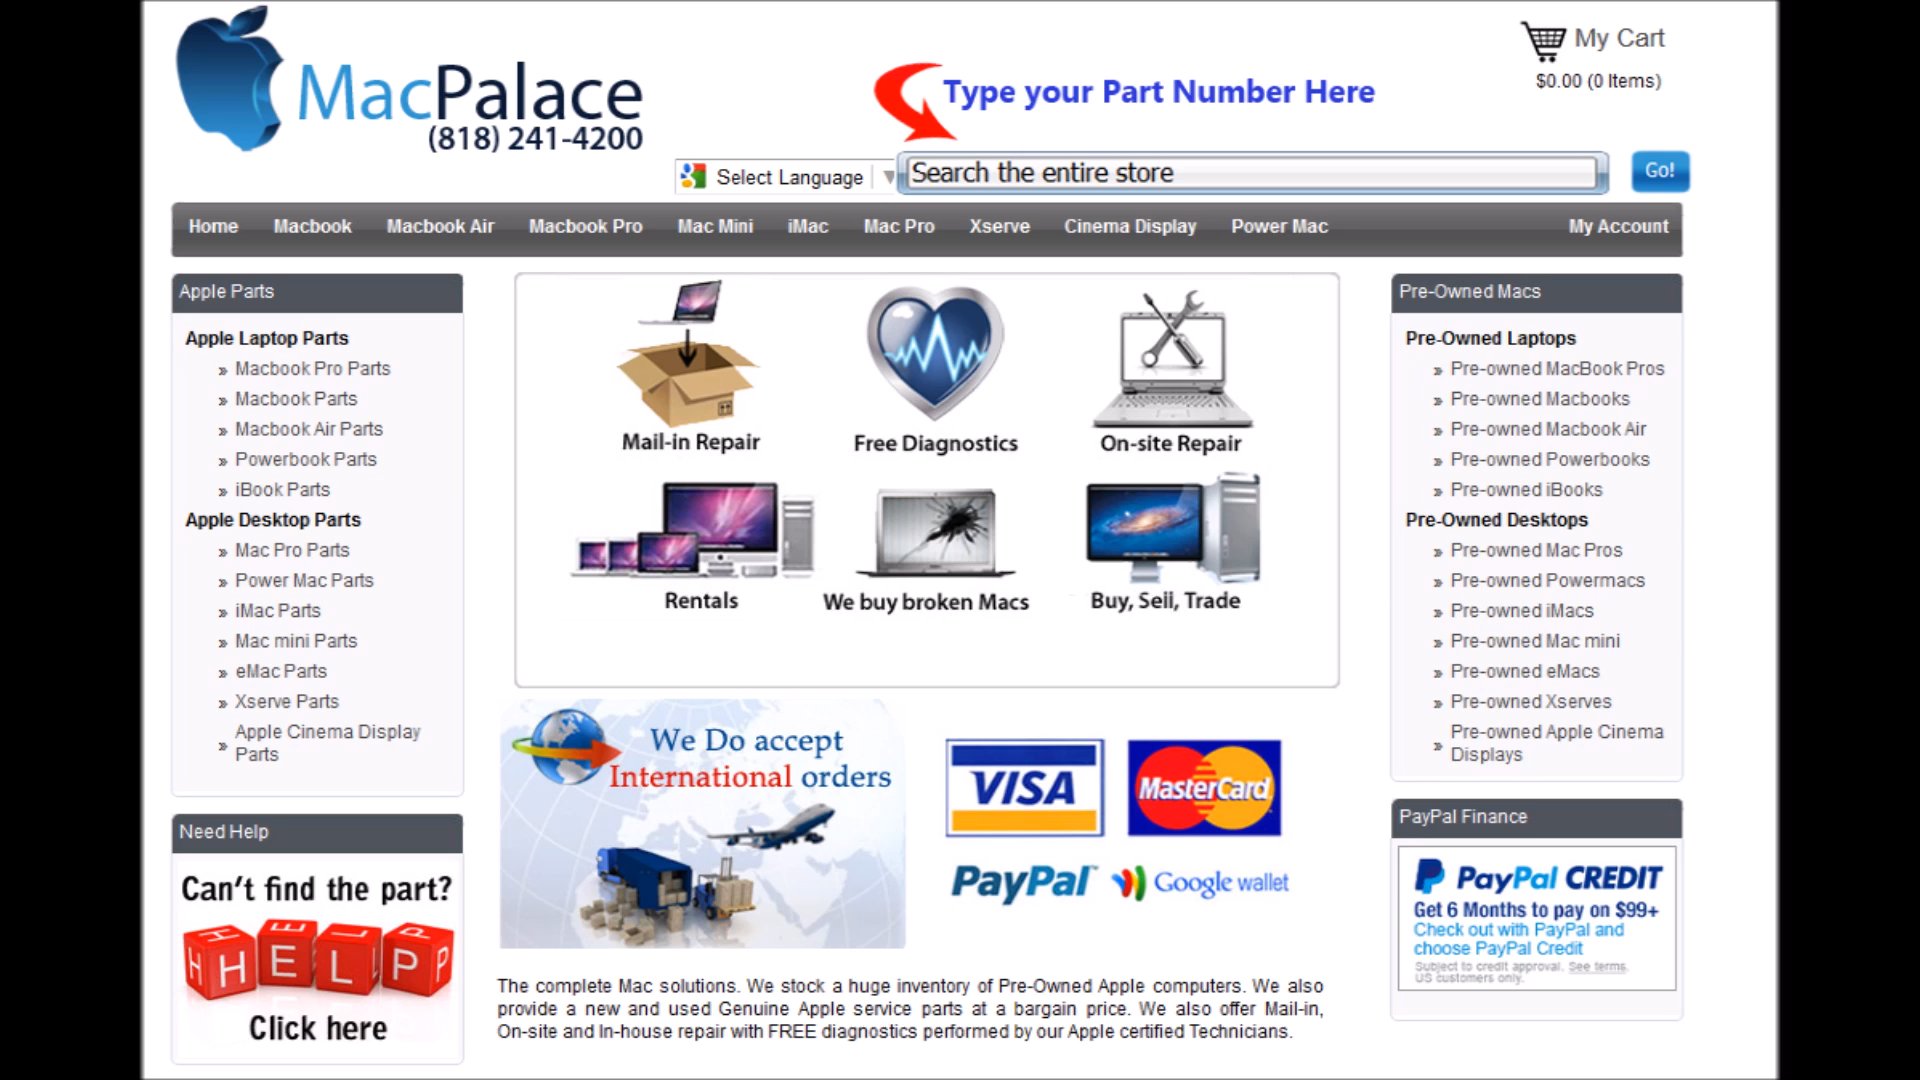 MacPalace
(818) 241-4200
Type your Part Number Here
My Cart
$0.00 (0 Items)
Select Language
Search the entire store
Go!
Home Macbook Macbook Air Macbook Pro Mac Mini iMac Mac Pro Xserve Cinema Display Power Mac My Account
Apple Parts
Apple Laptop Parts
» Macbook Pro Parts
» Macbook Parts
» Macbook Air Parts
» Powerbook Parts
» iBook Parts
Apple Desktop Parts
» Mac Pro Parts
» Power Mac Parts
» iMac Parts
» Mac mini Parts
» eMac Parts
» Xserve Parts
» Apple Cinema Display
Parts
Need Help
Can't find the part?
HELP
Click here
Mail-in Repair
Free Diagnostics
On-site Repair
Rentals
We buy broken Macs
Buy, Sell, Trade
We Do accept
International orders
VISA
MasterCard
PayPal
Google wallet
The complete Mac solutions. We stock a huge inventory of Pre-Owned Apple computers. We also
provide a new and used Genuine Apple service parts at a bargain price. We also offer Mail-in,
On-site and In-house repair with FREE diagnostics performed by our Apple certified Technicians.
Pre-Owned Macs
Pre-Owned Laptops
» Pre-owned MacBook Pros
» Pre-owned Macbooks
» Pre-owned Macbook Air
» Pre-owned Powerbooks
» Pre-owned iBooks
Pre-Owned Desktops
» Pre-owned Mac Pros
» Pre-owned Powermacs
» Pre-owned iMacs
» Pre-owned Mac mini
» Pre-owned eMacs
» Pre-owned Xserves
» Pre-owned Apple Cinema
Displays
PayPal Finance
PayPal CREDIT
Get 6 Months to pay on $99+
Check out with PayPal and
choose PayPal Credit
Subject to credit approval. See terms.
US customers only.